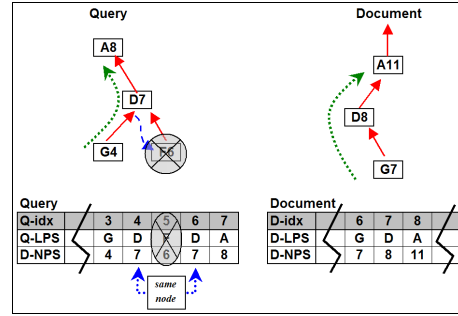 Query Document
A8
A11
D7
D8
G4 F6
G7
Query Document
Q-idx 3 4 5 6 7 D-idx 6 7 8
Q-LPS G D F D A D-LPS G D A
D-NPS 4 7 6 7 8 D-NPS 7 8 11
same
node